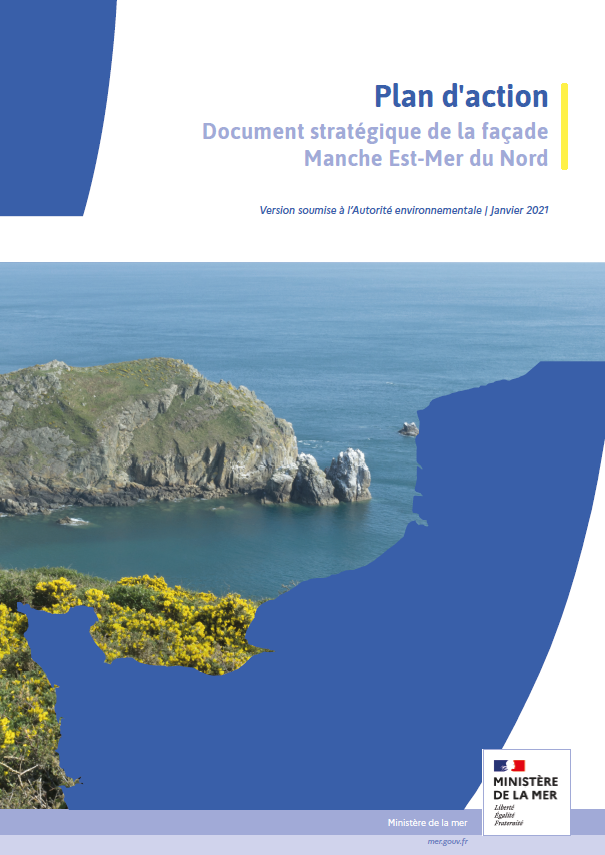 Plan d'action
Document stratégique de la façade
Manche Est-Mer du Nord
Version soumise à l'Autorité environnementale | Janvier 2021
MINISTÈRE
DE LA MER
Liberté
Égalité
Fraternité
Ministère de la mer
mer.gouv.fr